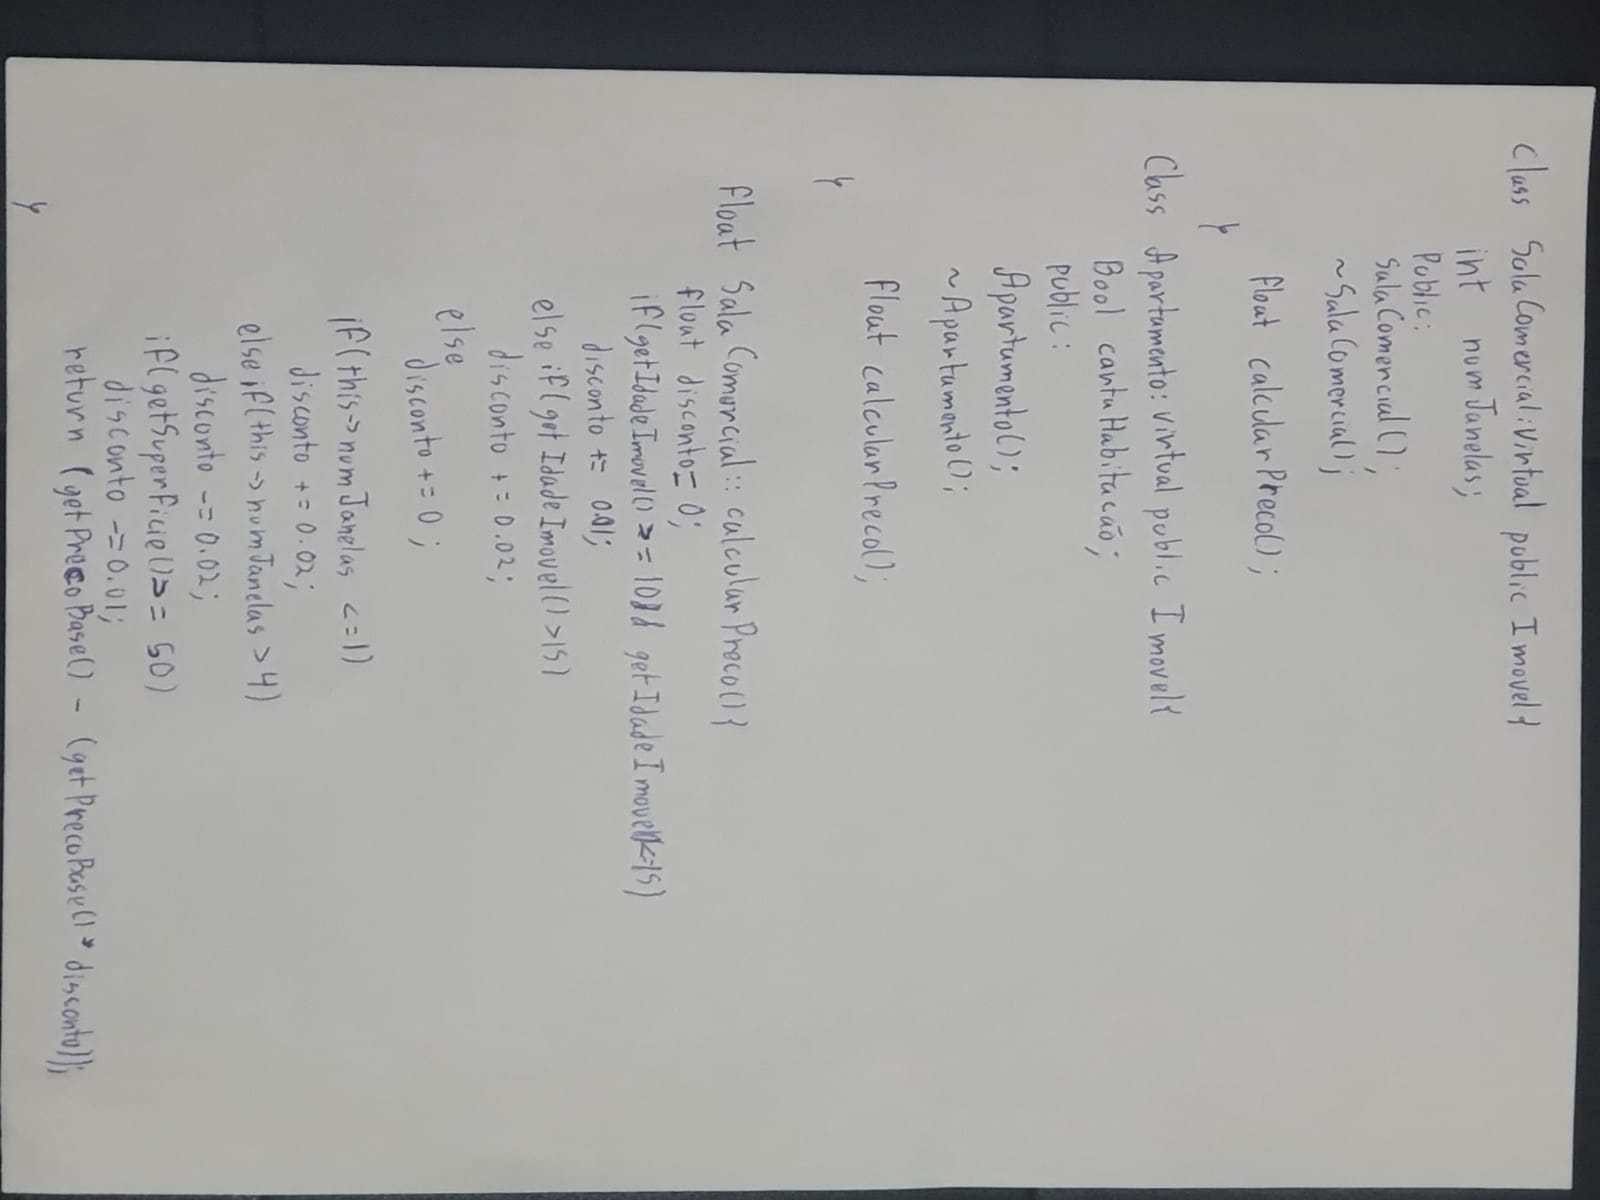 Class SalaComercial: virtual public Imovel{
int numJanelas;
Public:
SalaComercial();
~SalaComercial();
float calcularPreco();
}
Class Apartamento: virtual public Imovel{
Bool cartaHabitacão;
public:
Apartamento();
~Apartamento();
float calcularPreco();
}
float SalaComercial::calcularPreco(){
float disconto=0;
if(getIdadeImovel()>=10&& getIdadeImovel()<=15)
disconto += 0.01;
else if(getIdadeImovel()>15)
disconto +=0.02;
else
disconto+=0;
if(this->numJanelas <=1)
disconto +=0.02;
else if(this->numJanelas >4)
disconto -=0.02;
if(getSuperficie()>= 50)
disconto -=0.01;
return (getPrecoBase() - (getPrecoBase()* disconto));
}